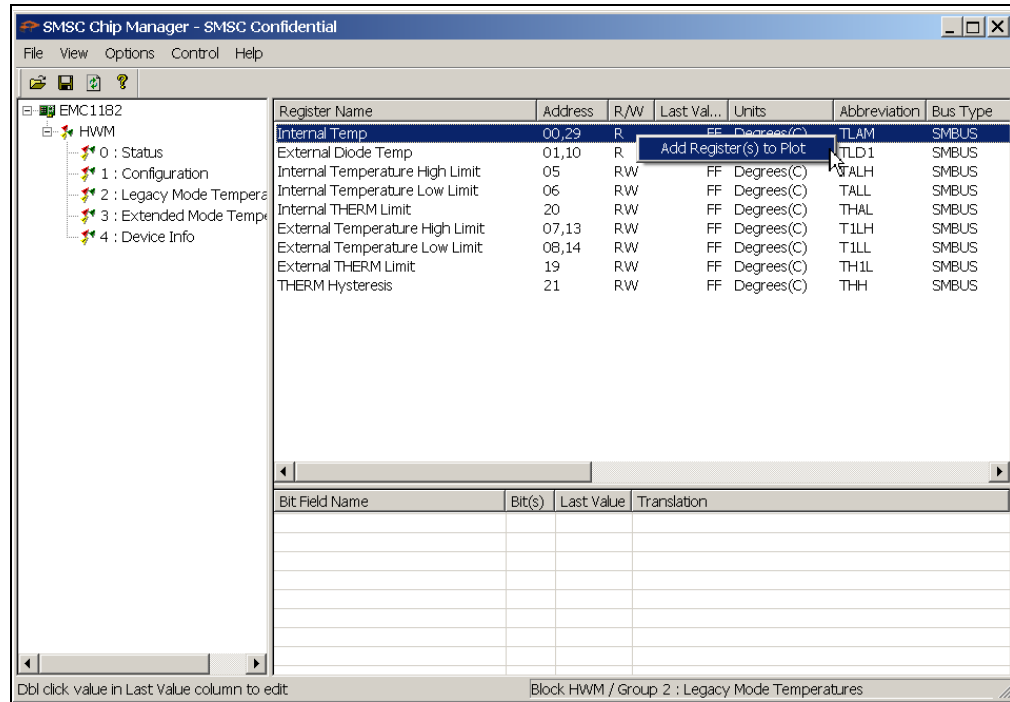 SMSC Chip Manager - SMSC Confidential
File View Options Control Help
EMC1182
HWM
0 : Status
1 : Configuration
2 : Legacy Mode Tempera
3 : Extended Mode Tempe
4 : Device Info
Register Name Address R/W Last Val... Units Abbreviation Bus Type
Internal Temp 00,29 R FF Degrees(C) TLAM SMBUS
Add Register(s) to Plot
External Diode Temp 01,10 R TLD1 SMBUS
Internal Temperature High Limit 05 RW FF Degrees(C) TALH SMBUS
Internal Temperature Low Limit 06 RW FF Degrees(C) TALL SMBUS
Internal THERM Limit 20 RW FF Degrees(C) THAL SMBUS
External Temperature High Limit 07,13 RW FF Degrees(C) T1LH SMBUS
External Temperature Low Limit 08,14 RW FF Degrees(C) T1LL SMBUS
External THERM Limit 19 RW FF Degrees(C) TH1L SMBUS
THERM Hysteresis 21 RW FF Degrees(C) THH SMBUS
Bit Field Name Bit(s) Last Value Translation
Dbl click value in Last Value column to edit Block HWM / Group 2 : Legacy Mode Temperatures